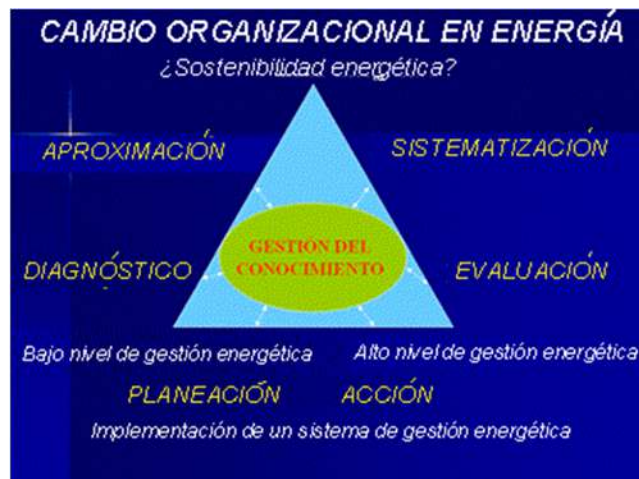 CAMBIO ORGANIZACIONAL EN ENERGÍA
¿Sostenibilidad energética?
APROXIMACIÓN
SISTEMATIZACIÓN
GESTIÓN DEL
CONOCIMIENTO
DIAGNÓSTICO
EVALUACIÓN
Bajo nivel de gestión energética
Alto nivel de gestión energética
PLANEACIÓN
ACCIÓN
Implementación de un sistema de gestión energética